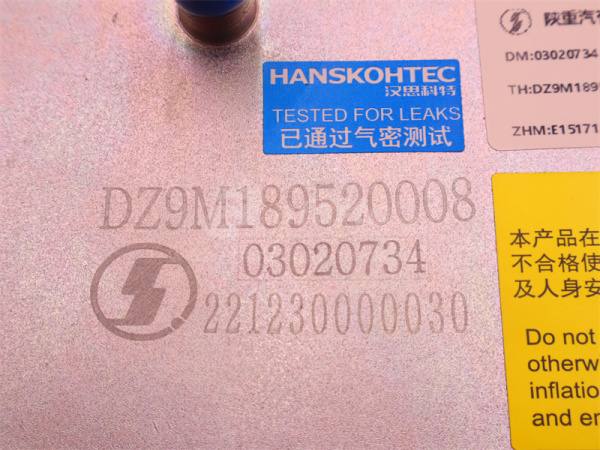 HANSKOHTEC
汉思科特
TESTED FOR LEAKS
已通过气密测试
陕重汽
DM:03020734
TH:DZ9M1895
ZHM:E15171
DZ9M189520008
03020734
221230000030
本产品在
不合格使
及人身安
Do not
otherw
inflatio
and er